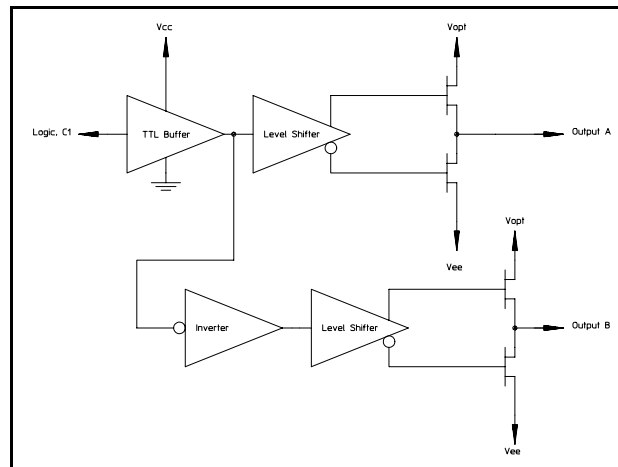 Vcc
Vopt
Logic, C1
TTL Buffer
Level Shifter
Output A
Vee
Vopt
Inverter
Level Shifter
Output B
Vee